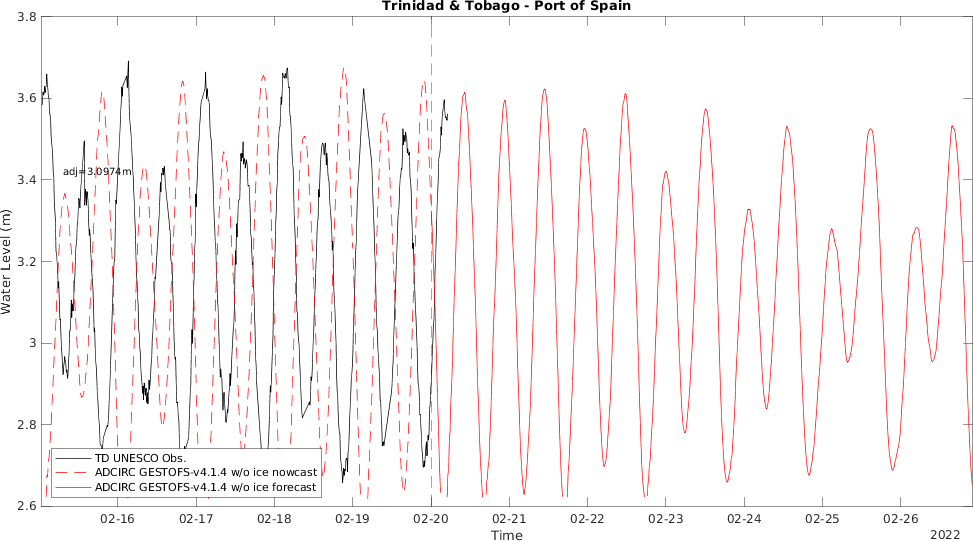 Trinidad & Tobago - Port of Spain
3.8
3.6
3.4
3.2
3
2.8
2.6
Water Level (m)
adj=3.0974m
TD UNESCO Obs.
ADCIRC GESTOFS-v4.1.4 w/o ice nowcast
ADCIRC GESTOFS-v4.1.4 w/o ice forecast
02-16 02-17 02-18 02-19 02-20 02-21 02-22 02-23 02-24 02-25 02-26
Time
2022